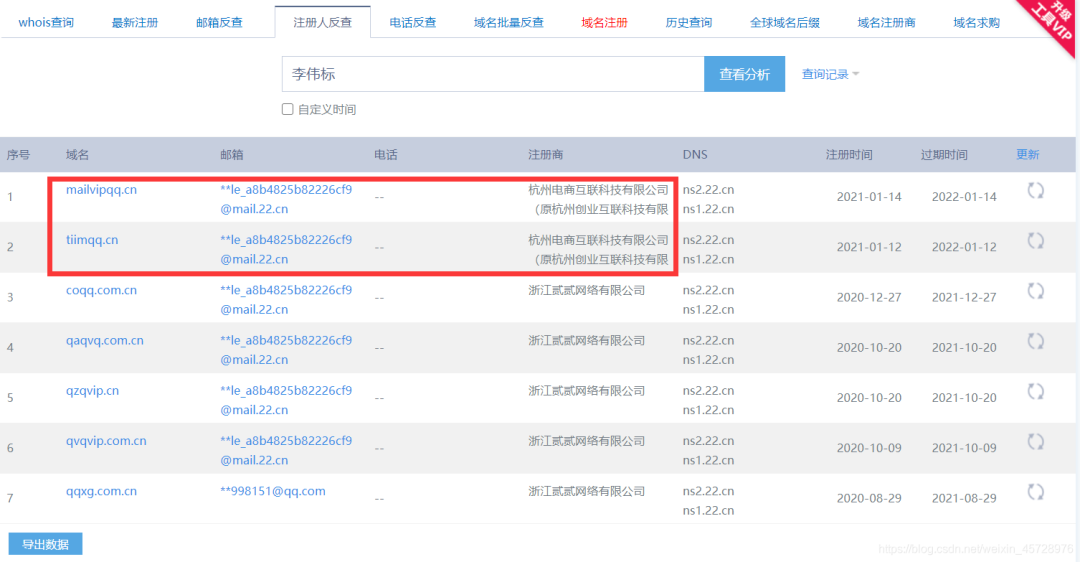 whois查询 最新注册 邮箱反查 注册人反查 电话反查 域名批量反查 域名注册 历史查询 全球域名后缀 域名注册商 域名求购
升级
工具VIP
李伟标 查看分析 查询记录
自定义时间
序号 域名 邮箱 电话 注册商 DNS 注册时间 过期时间 更新
1 mailvipqq.cn **le_a8b4825b82226cf9 -- 杭州电商互联科技有限公司 ns2.22.cn 2021-01-14 2022-01-14
@mail.22.cn （原杭州创业互联科技有限 ns1.22.cn
2 tiimqq.cn **le_a8b4825b82226cf9 -- 杭州电商互联科技有限公司 ns2.22.cn 2021-01-12 2022-01-12
@mail.22.cn （原杭州创业互联科技有限 ns1.22.cn
3 coqq.com.cn **le_a8b4825b82226cf9 -- 浙江贰贰网络有限公司 ns2.22.cn 2020-12-27 2021-12-27
@mail.22.cn ns1.22.cn
4 qaqvq.com.cn **le_a8b4825b82226cf9 -- 浙江贰贰网络有限公司 ns2.22.cn 2020-10-20 2021-10-20
@mail.22.cn ns1.22.cn
5 qzqvip.cn **le_a8b4825b82226cf9 -- 浙江贰贰网络有限公司 ns2.22.cn 2020-10-20 2021-10-20
@mail.22.cn ns1.22.cn
6 qvqvip.com.cn **le_a8b4825b82226cf9 -- 浙江贰贰网络有限公司 ns2.22.cn 2020-10-09 2021-10-09
@mail.22.cn ns1.22.cn
7 qqxg.com.cn **998151@qq.com -- 浙江贰贰网络有限公司 ns2.22.cn 2020-08-29 2021-08-29
ns1.22.cn
导出数据
https://blog.csdn.net/weixin_45728976